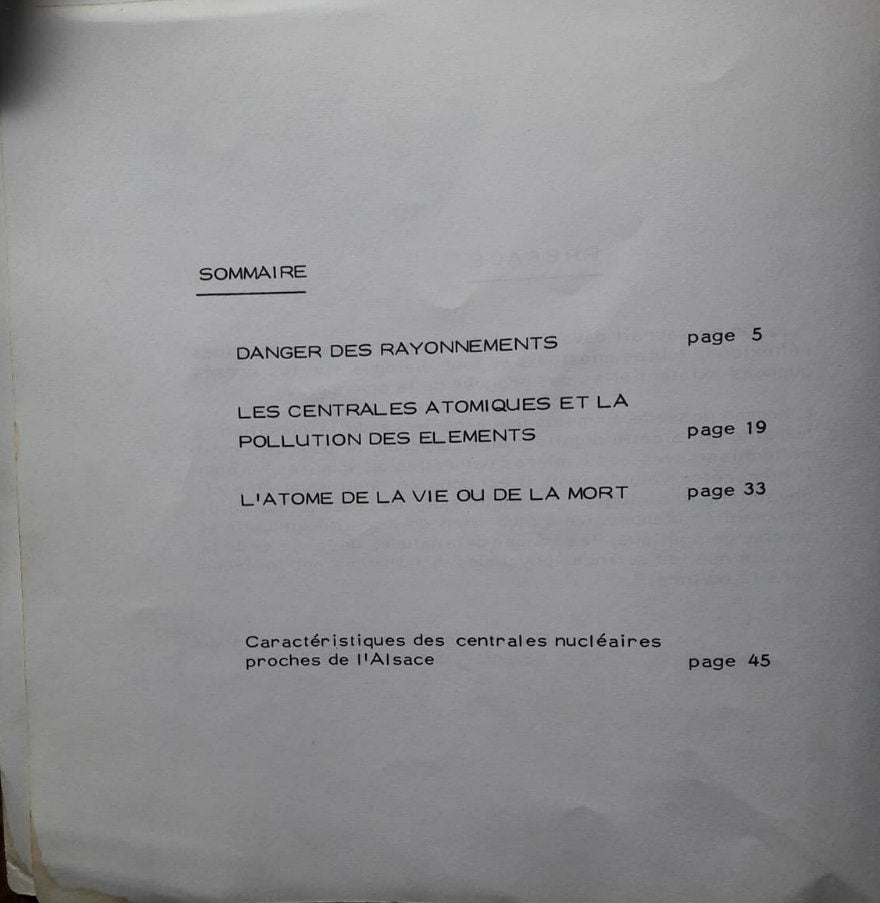 SOMMAIRE
DANGER DES RAYONNEMENTS page 5
LES CENTRALES ATOMIQUES ET LA
POLLUTION DES ELEMENTS page 19
L'ATOME DE LA VIE OU DE LA MORT page 33
Caractéristiques des centrales nucléaires
proches de l'Alsace page 45